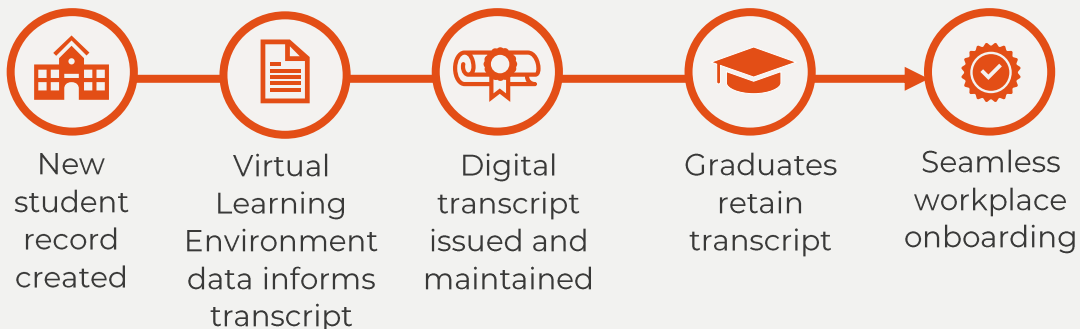 New
student
record
created
Virtual
Learning
Environment
data informs
transcript
Digital
transcript
issued and
maintained
Graduates
retain
transcript
Seamless
workplace
onboarding